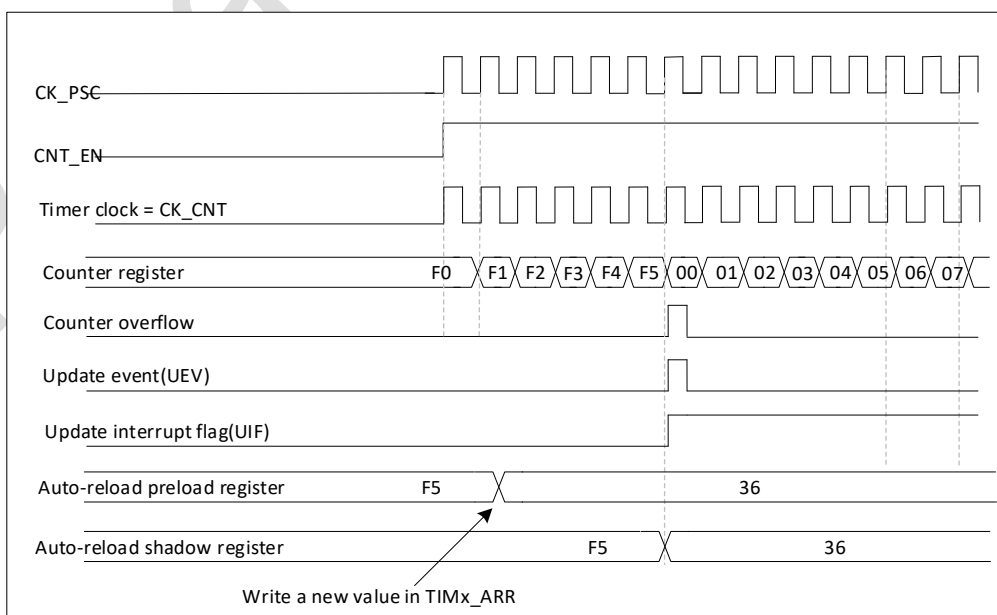 CK_PSC
CNT_EN
Timer clock = CK_CNT
Counter register F0 F1 F2 F3 F4 F5 00 01 02 03 04 05 06 07
Counter overflow
Update event(UEV)
Update interrupt flag(UIF)
Auto-reload preload register F5 36
Auto-reload shadow register F5 36
Write a new value in TIMx_ARR